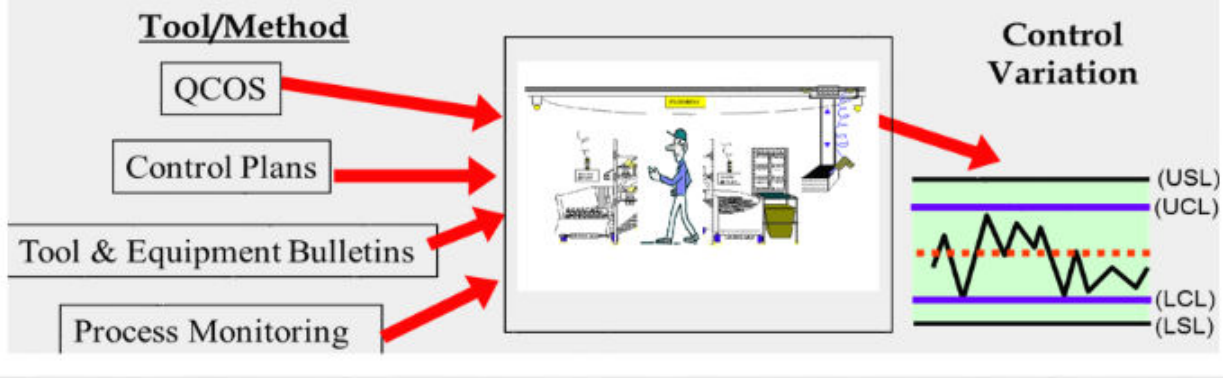 Tool/Method
QCOS
Control Plans
Tool & Equipment Bulletins
Process Monitoring
Control
Variation
(USL)
(UCL)
(LCL)
(LSL)